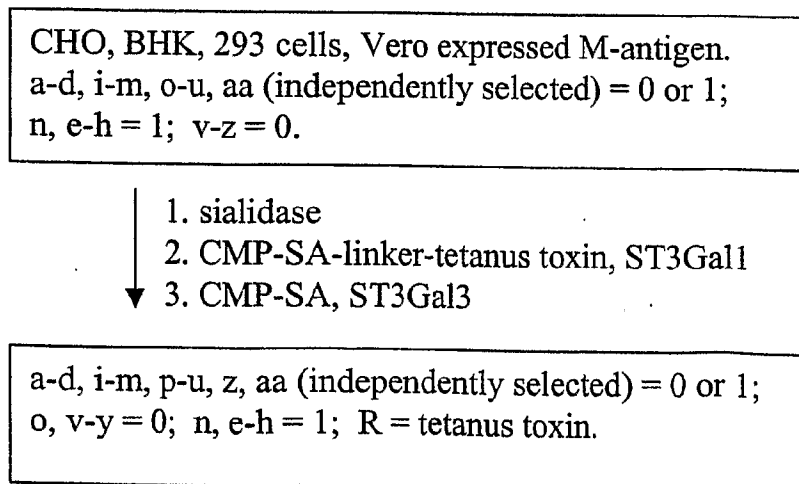 CHO, BHK, 293 cells, Vero expressed M-antigen.
a-d, i-m, o-u, aa (independently selected) = 0 or 1;
n, e-h = 1; v-z = 0.
1. sialidase
2. CMP-SA-linker-tetanus toxin, ST3Gal1
3. CMP-SA, ST3Gal3
a-d, i-m, p-u, z, aa (independently selected) = 0 or 1;
o, v-y = 0; n, e-h = 1; R = tetanus toxin.